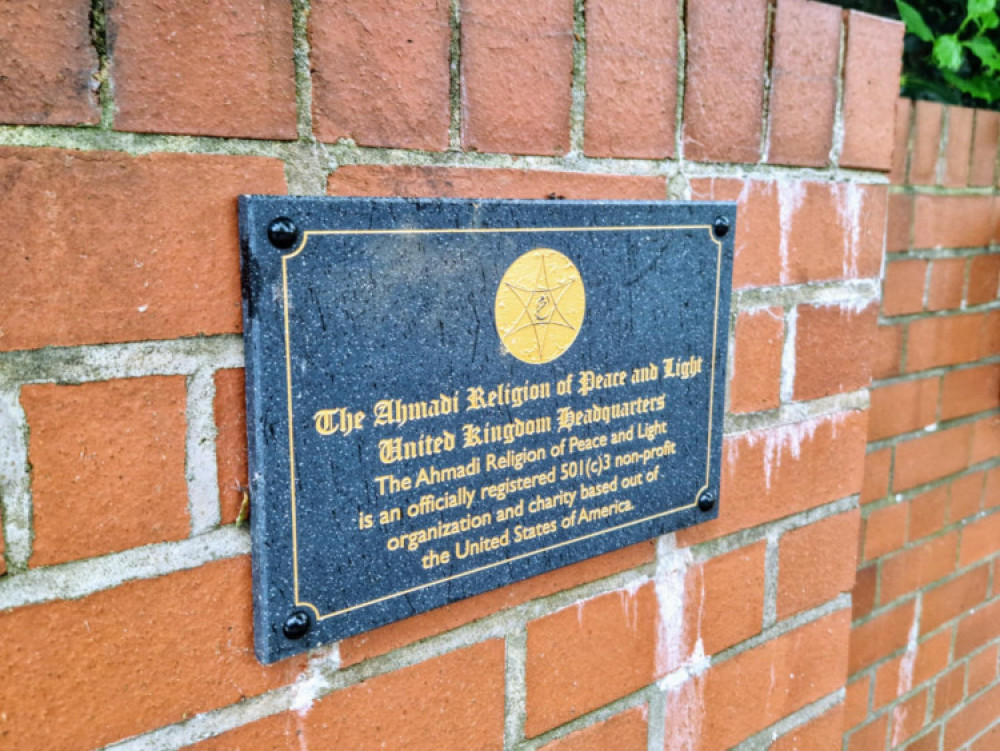 The Ahmadi Religion of Peace and Light
United Kingdom Headquarters
The Ahmadi Religion of Peace and Light
is an officially registered 501(c)3 non-profit
organization and charity based out of
the United States of America.